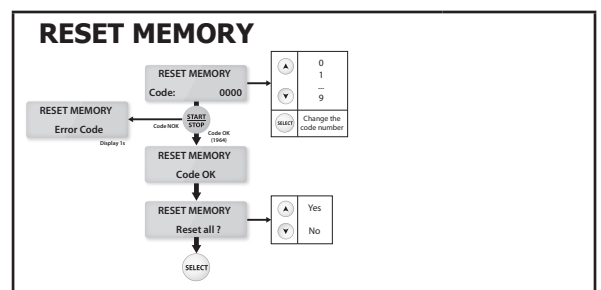 RESET MEMORY
RESET MEMORY
Code: 0000
0
1
...
9
SELECT
Change the
code number
START
STOP
RESET MEMORY
Error Code
Display 1s
Code NOK
Code OK
(1964)
RESET MEMORY
Code OK
RESET MEMORY
Reset all ?
Yes
No
SELECT